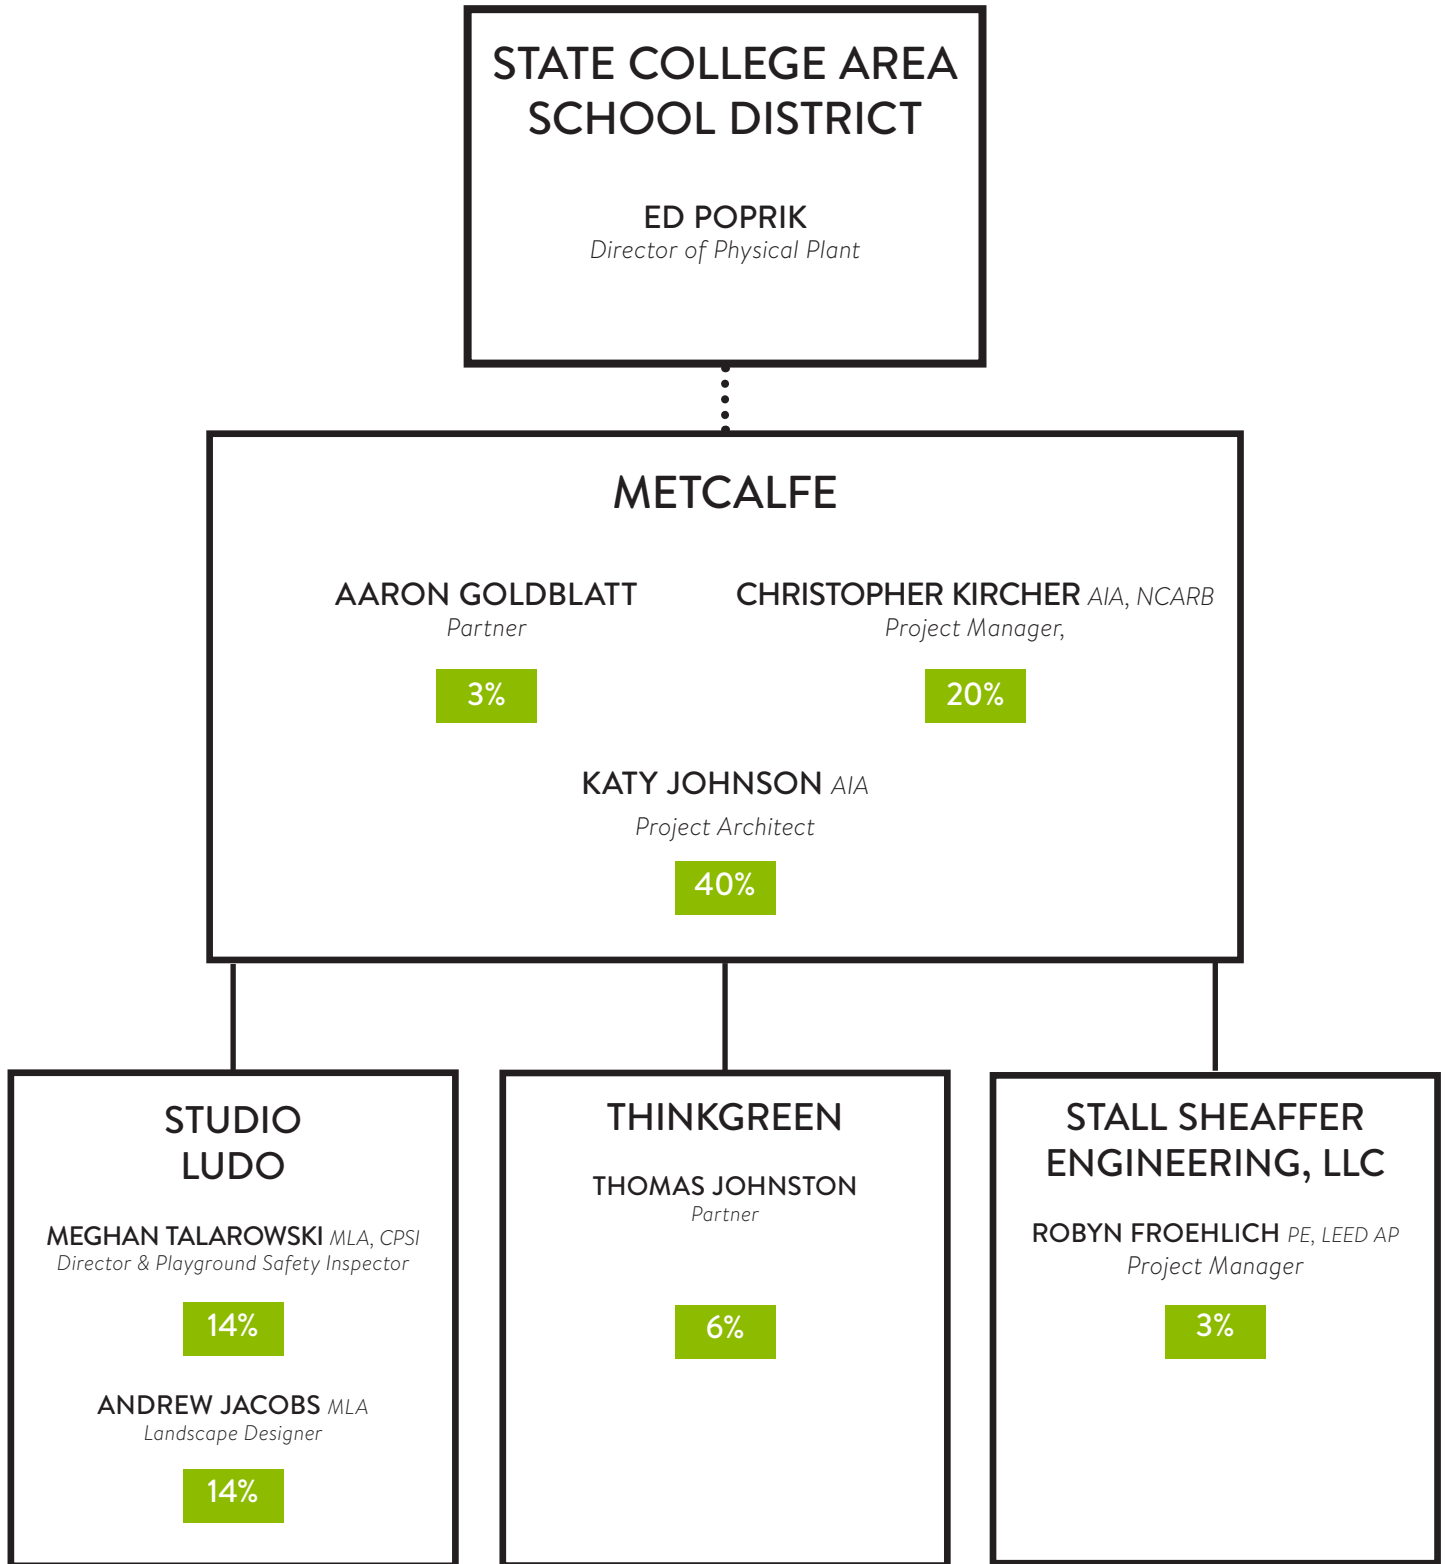 STATE COLLEGE AREA
SCHOOL DISTRICT
ED POPRIK
Director of Physical Plant
METCALFE
AARON GOLDBLATT
Partner
3%
CHRISTOPHER KIRCHER AIA, NCARB
Project Manager,
20%
KATY JOHNSON AIA
Project Architect
40%
STUDIO
LUDO
MEGHAN TALAROWSKI MLA, CPSI
Director & Playground Safety Inspector
14%
ANDREW JACOBS MLA
Landscape Designer
14%
THINKGREEN
THOMAS JOHNSTON
Partner
6%
STALL SHEAFFER
ENGINEERING, LLC
ROBYN FROEHLICH PE, LEED AP
Project Manager
3%